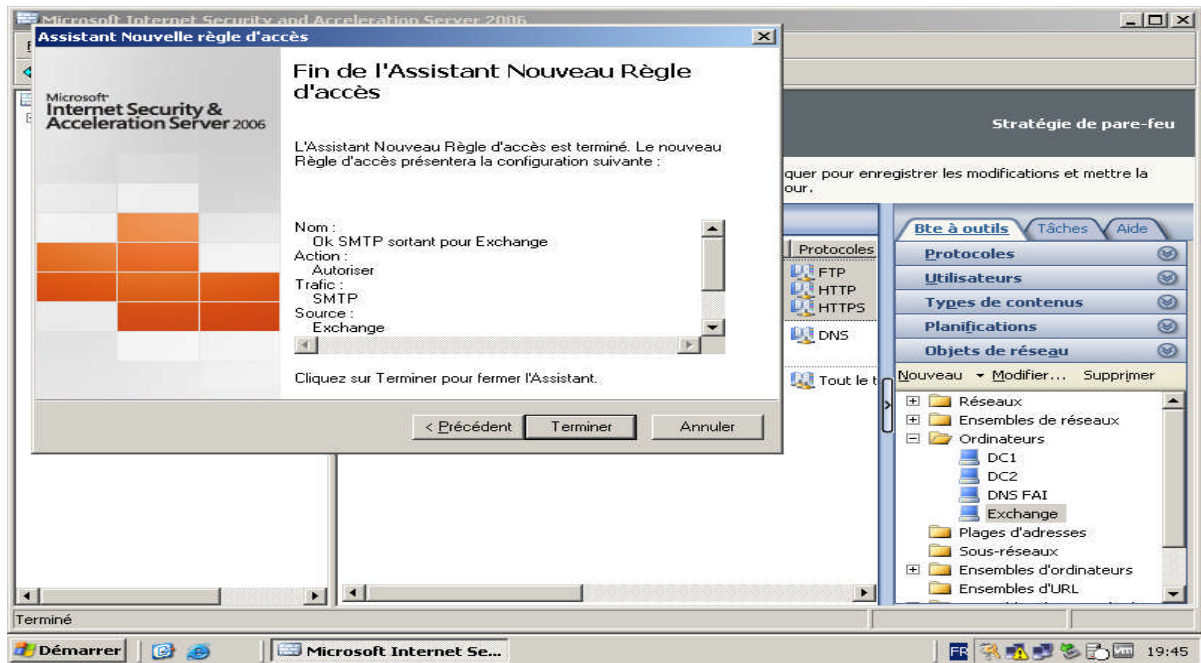 Microsoft Internet Security and Acceleration Server 2006
Assistant Nouvelle règle d'accès
Microsoft
Internet Security &
Acceleration Server 2006
Fin de l'Assistant Nouveau Règle
d'accès
L'Assistant Nouveau Règle d'accès est terminé. Le nouveau
Règle d'accès présentera la configuration suivante :
Nom :
Ok SMTP sortant pour Exchange
Action :
Autoriser
Trafic :
SMTP
Source :
Exchange
Cliquez sur Terminer pour fermer l'Assistant.
< Précédent
Terminer
Annuler
Stratégie de pare-feu
quer pour enregistrer les modifications et mettre la
our.
Protocoles
FTP
HTTP
HTTPS
DNS
Tout le t
Bte à outils
Tâches
Aide
Protocoles
Utilisateurs
Types de contenus
Planifications
Objets de réseau
Nouveau
Modifier...
Supprimer
Réseaux
Ensembles de réseaux
Ordinateurs
DC1
DC2
DNS FAI
Exchange
Plages d'adresses
Sous-réseaux
Ensembles d'ordinateurs
Ensembles d'URL
Terminé
Démarrer
Microsoft Internet Se...
FR
19:45